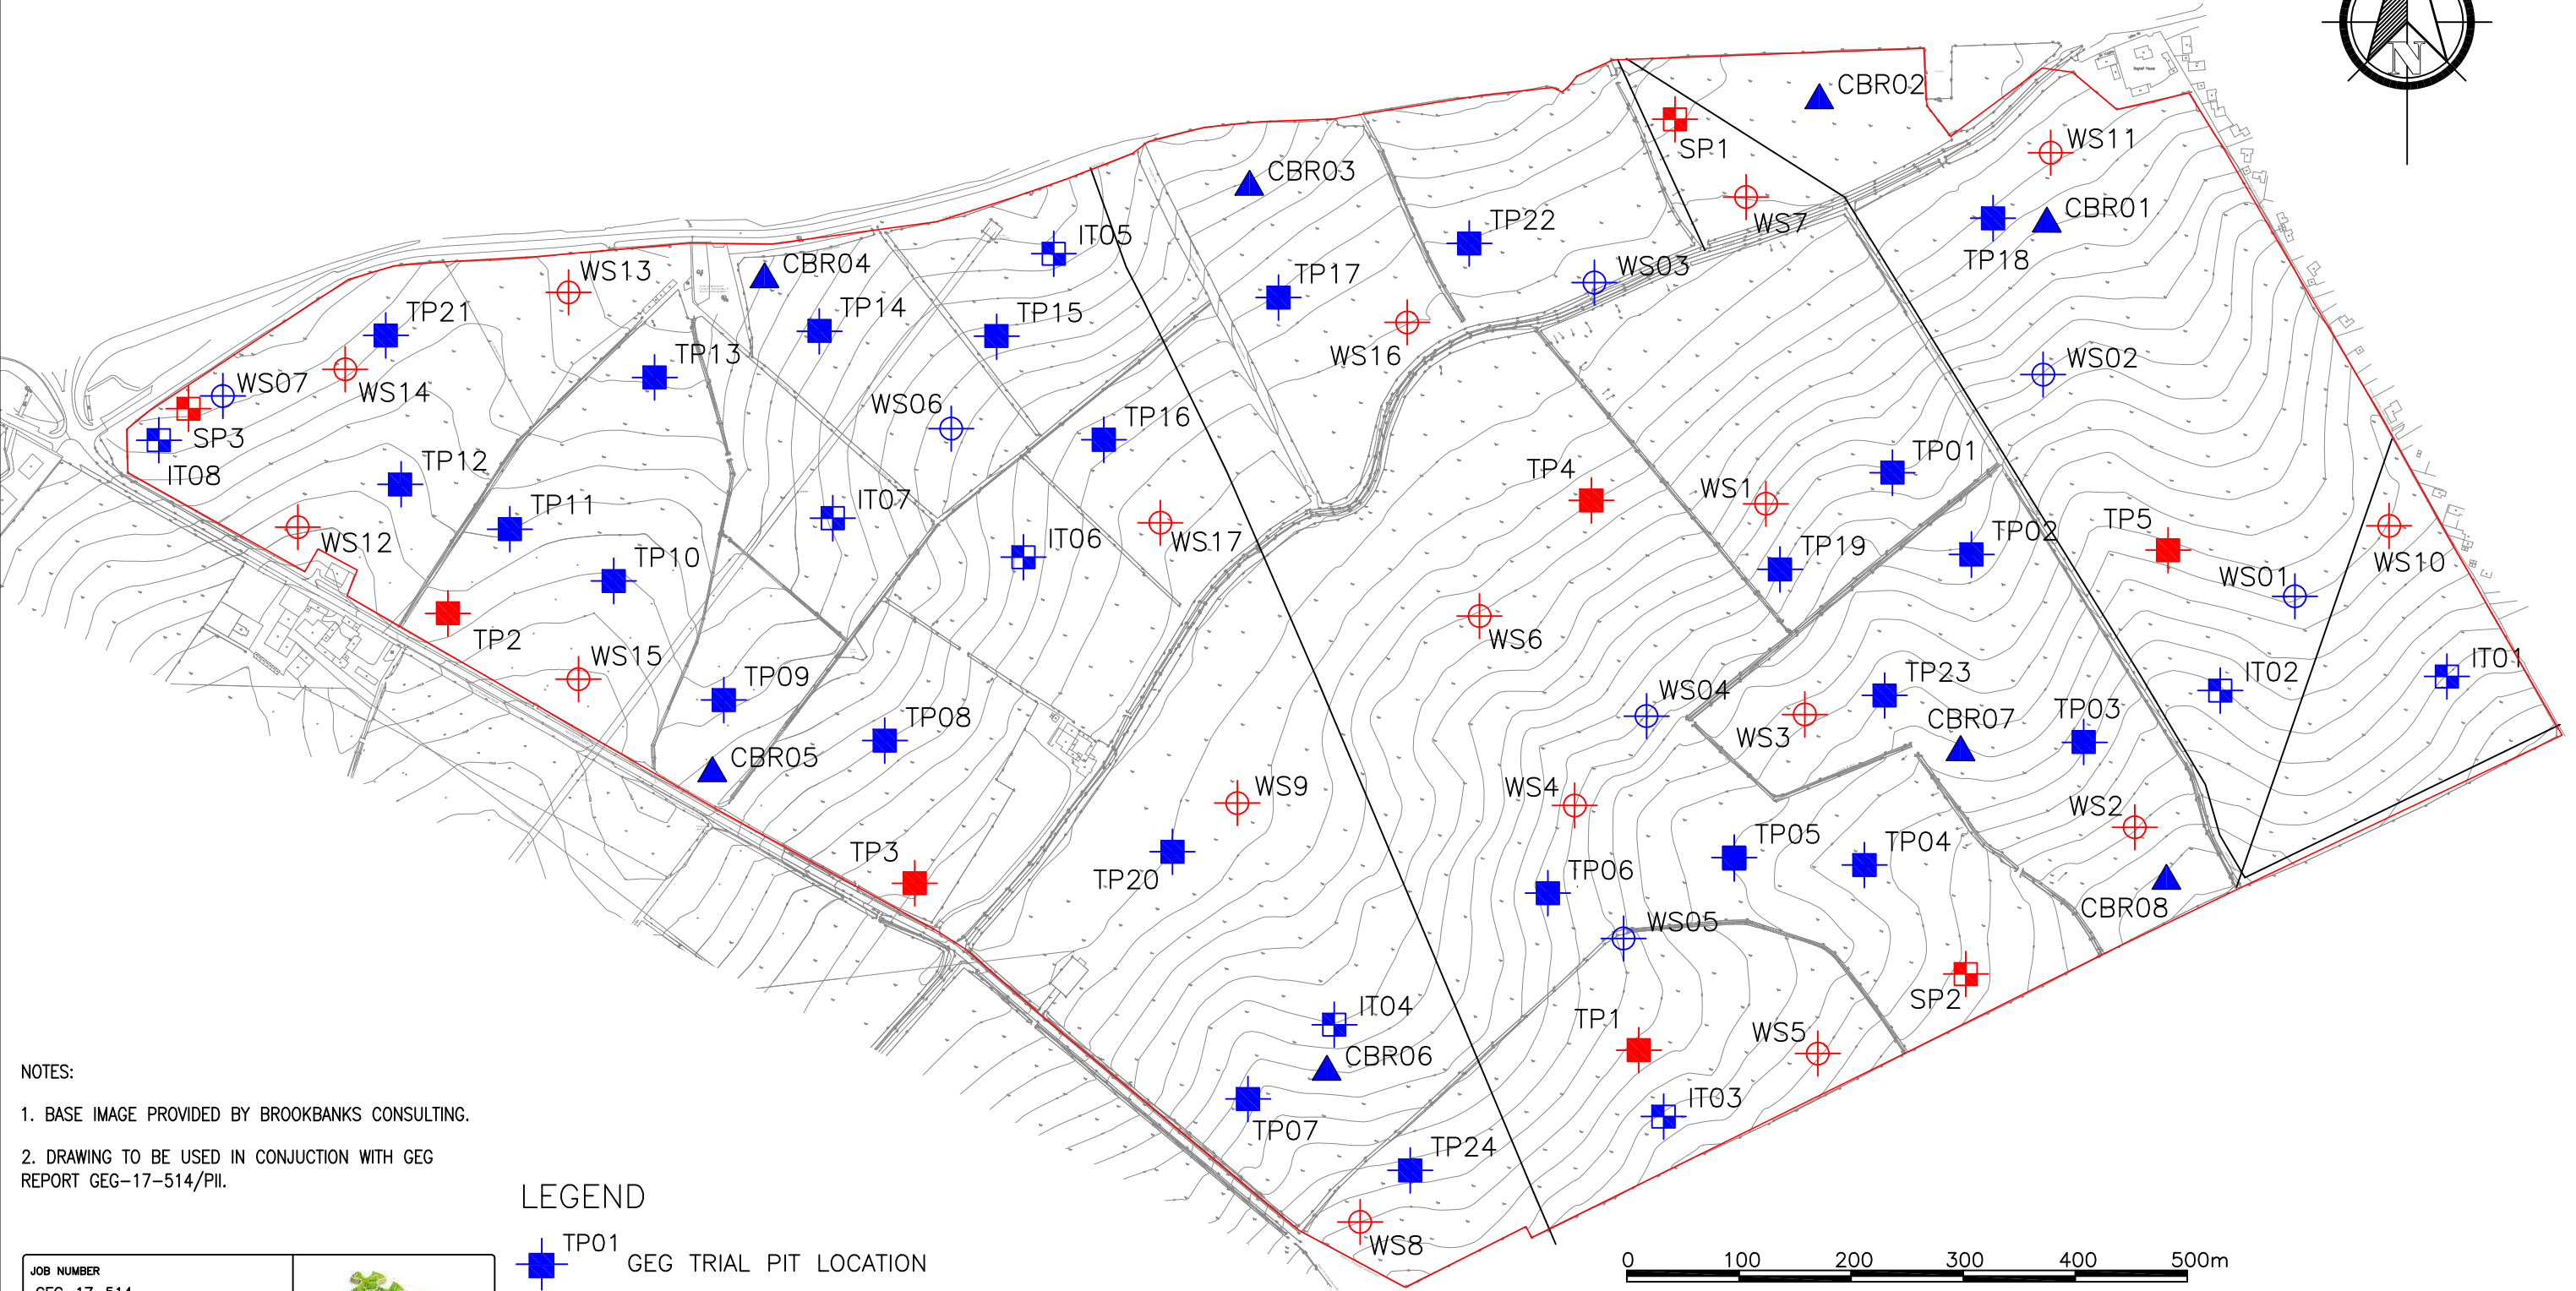 N
CBR02
SP1
WS11
CBR03
CBR01
WS7
IT05
TP22
TP18
CBR04
WS13
WS03
TP17
TP21
TP14
TP15
WS16
TP13
WS02
WS07
WS14
WS06
TP16
SP3
TP01
TP4
IT08
TP12
WS1
IT07
TP11
TP5
TP02
WS17
IT06
WS10
WS12
TP19
TP10
WS01
TP2
WS6
WS15
IT01
IT02
TP09
TP23
WS04
TP03
TP08
CBR07
WS3
CBR05
WS9
WS4
WS2
TP05
TP04
TP3
TP06
TP20
CBR08
WS05
SP2
IT04
TP1
WS5
CBR06
IT03
TP07
TP24
WS8
NOTES:
1. BASE IMAGE PROVIDED BY BROOKBANKS CONSULTING.
2. DRAWING TO BE USED IN CONJUCTION WITH GEG
REPORT GEG-17-514/PII.
LEGEND
TP01
GEG TRIAL PIT LOCATION
0 100 200 300 400 500m
JOB NUMBER
GEG-17-514